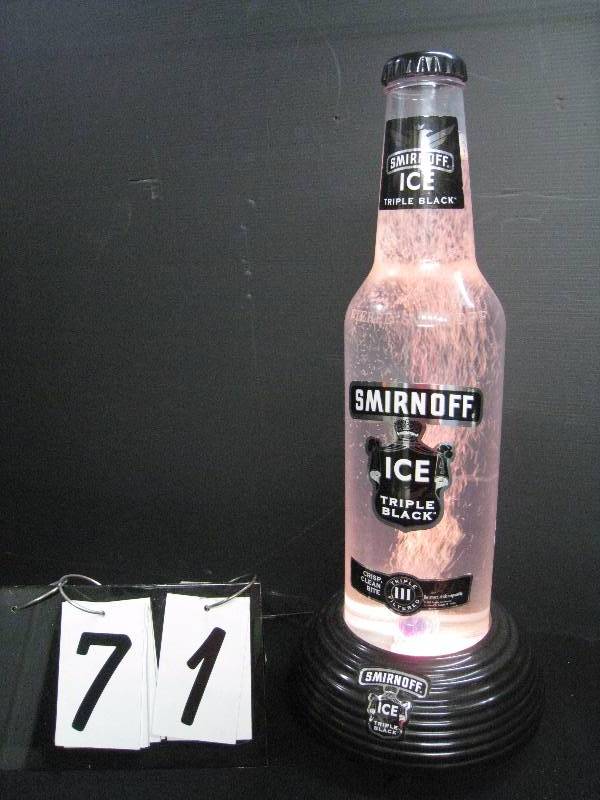 SMIRNOFF
ICE
TRIPLE BLACK
SMIRNOFF
ICE
TRIPLE
BLACK
CRISP,
CLEAN
BITE
TRIPLE
FILTERED
SMIRNOFF
ICE
TRIPLE
BLACK
7 1